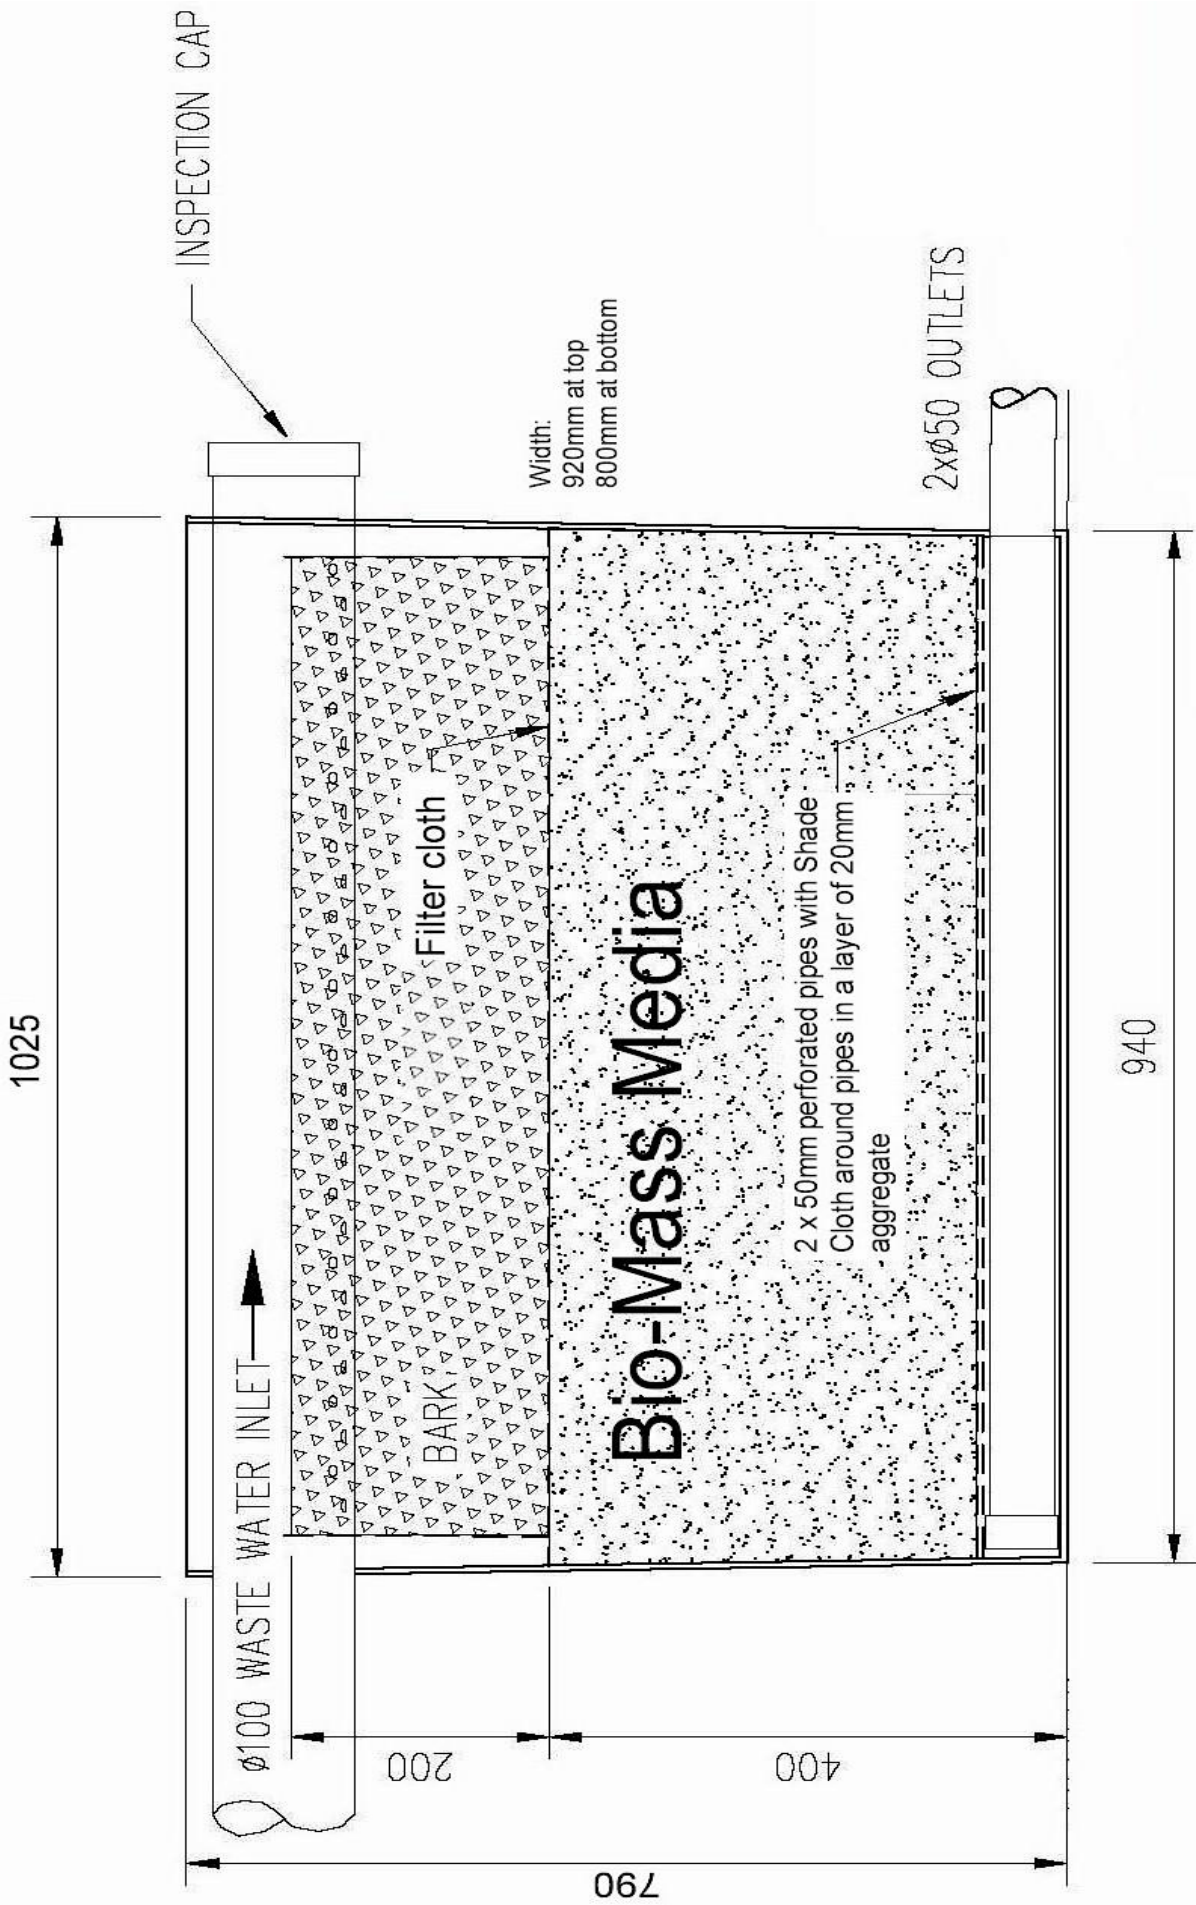 1025
INSPECTION CAP
ø100 WASTE WATER INLET
Width:
920mm at top
800mm at bottom
BARK
Filter cloth
200
790
Bio-Mass Media
400
2 x 50mm perforated pipes with Shade
Cloth around pipes in a layer of 20mm
aggregate
2xø50 OUTLETS
940